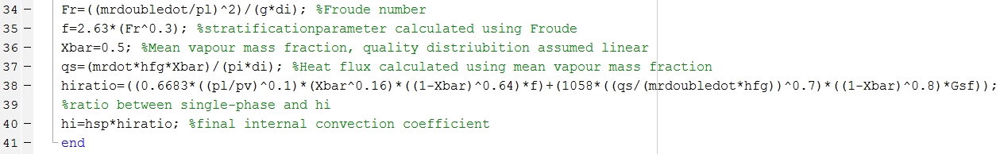 34 - Fr=((mrdoubledot/pl)^2)/(g*di); %Froude number
35 - f=2.63*(Fr^0.3); %stratificationparameter calculated using Froude
36 - Xbar=0.5; %Mean vapour mass fraction, quality distriubition assumed linear
37 - qs=(mrdot*hfg*Xbar)/(pi*di); %Heat flux calculated using mean vapour mass fraction
38 - hiratio=((0.6683*((pl/pv)^0.1)*(Xbar^0.16)*((1-Xbar)^0.64)*f)+(1058*((qs/(mrdoubledot*hfg))^0.7)*((1-Xbar)^0.8)*Gsf));
39 %ratio between single-phase and hi
40 - hi=hsp*hiratio; %final internal convection coefficient
41 - end